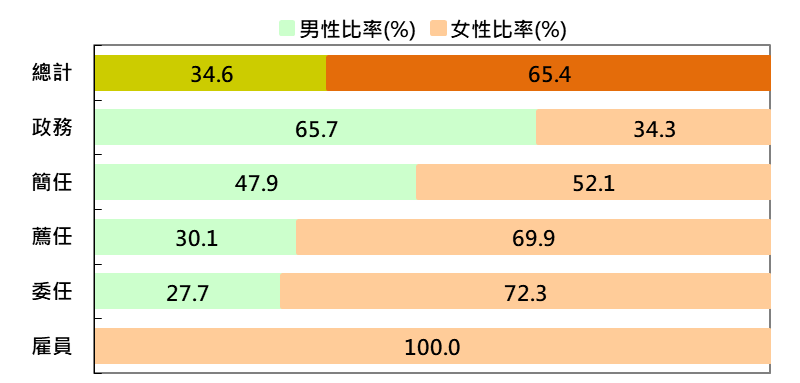 男性比率(%) 女性比率(%)
總計 34.6 65.4
政務 65.7 34.3
簡任 47.9 52.1
薦任 30.1 69.9
委任 27.7 72.3
雇員 100.0